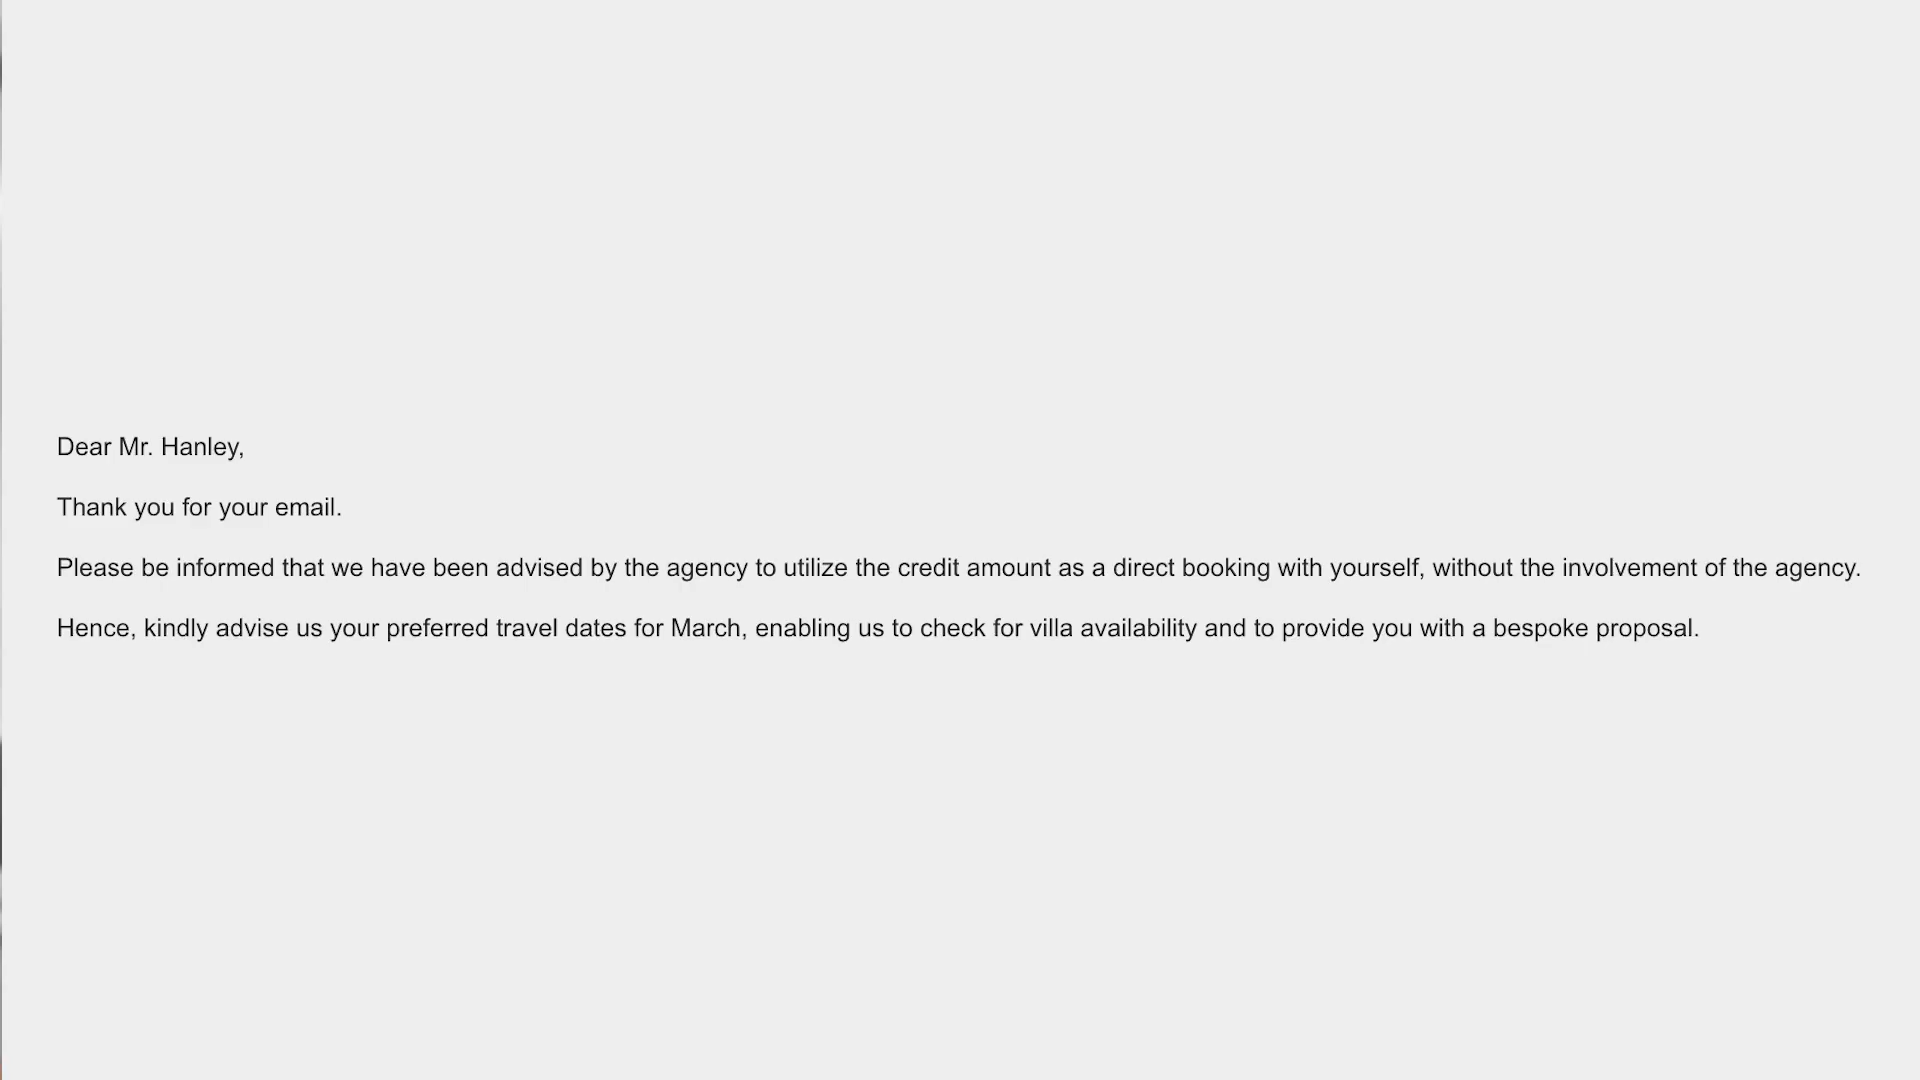 Dear Mr. Hanley,
Thank you for your email.
Please be informed that we have been advised by the agency to utilize the credit amount as a direct booking with yourself, without the involvement of the agency.
Hence, kindly advise us your preferred travel dates for March, enabling us to check for villa availability and to provide you with a bespoke proposal.